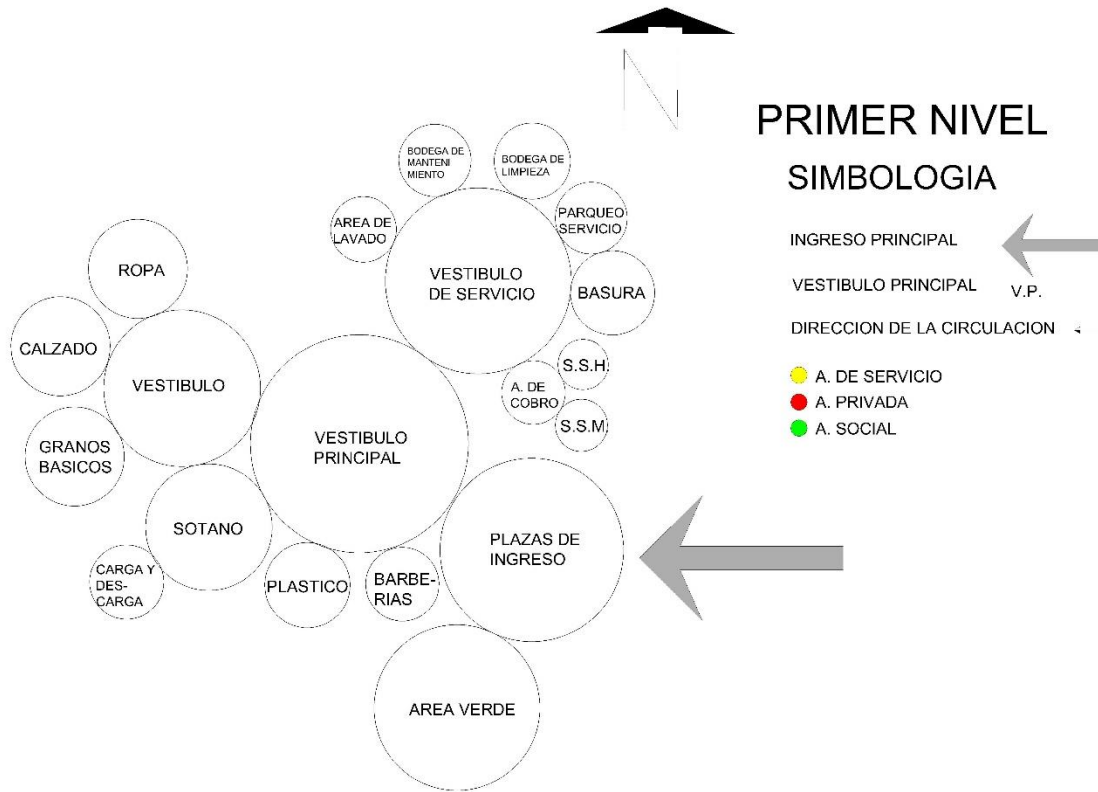 N
PRIMER NIVEL
SIMBOLOGIA
INGRESO PRINCIPAL
VESTIBULO PRINCIPAL V.P.
DIRECCION DE LA CIRCULACION
A. DE SERVICIO
A. PRIVADA
A. SOCIAL
BODEGA DE
MANTENI
MIENTO
BODEGA DE
LIMPIEZA
AREA DE
LAVADO
PARQUEO
SERVICIO
VESTIBULO
DE SERVICIO
BASURA
ROPA
CALZADO
VESTIBULO
GRANOS
BASICOS
S.S.H.
A. DE
COBRO
S.S.M
VESTIBULO
PRINCIPAL
SOTANO
PLAZAS DE
INGRESO
CARGA Y
DES-
CARGA
PLASTICO
BARBE-
RIAS
AREA VERDE